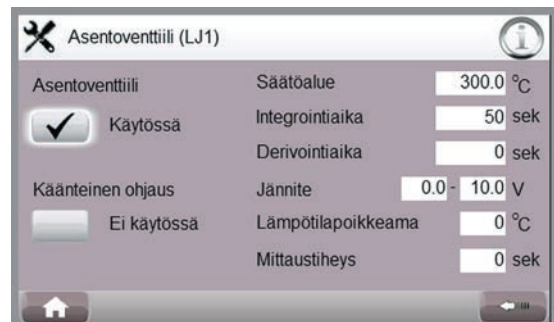 Asentoventtiili (LJ1)
Asentoventtiili
Käytössä
Käänteinen ohjaus
Ei käytössä
Säätöalue 300.0 °C
Integrointiaika 50 sek
Derivointiaika 0 sek
Jännite 0.0 - 10.0 V
Lämpötilapoikkeama 0 °C
Mittaustiheys 0 sek